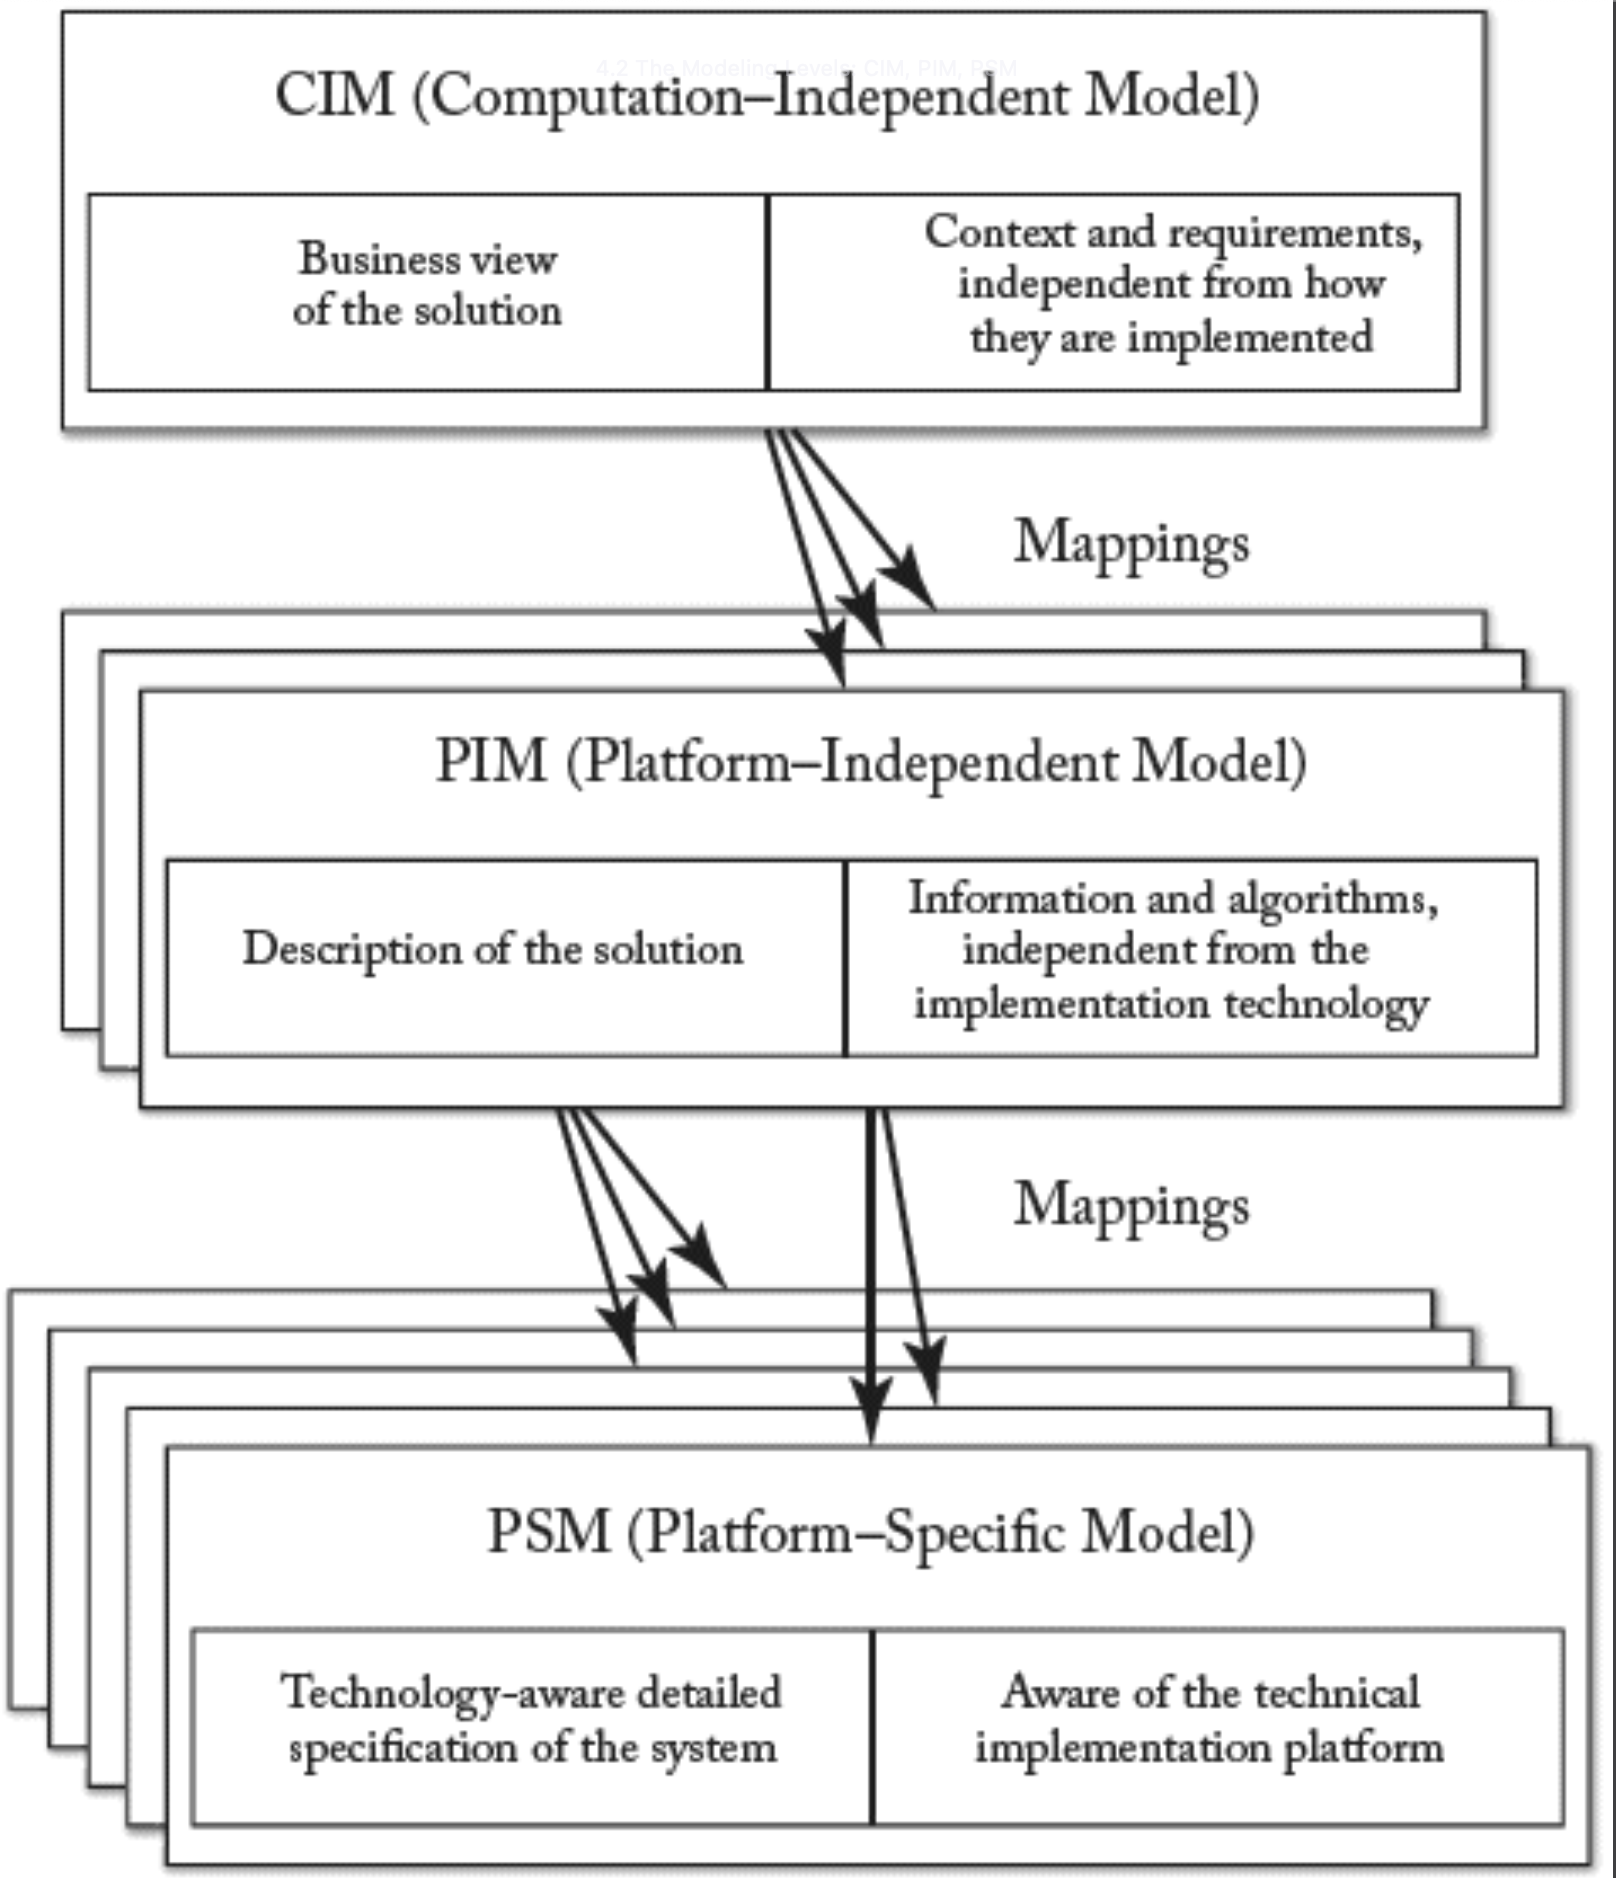 4.2 The Modeling Levels: CIM, PIM, PSM
CIM (Computation–Independent Model)
Business view
of the solution
Context and requirements,
independent from how
they are implemented
Mappings
PIM (Platform–Independent Model)
Description of the solution
Information and algorithms,
independent from the
implementation technology
Mappings
PSM (Platform–Specific Model)
Technology-aware detailed
specification of the system
Aware of the technical
implementation platform